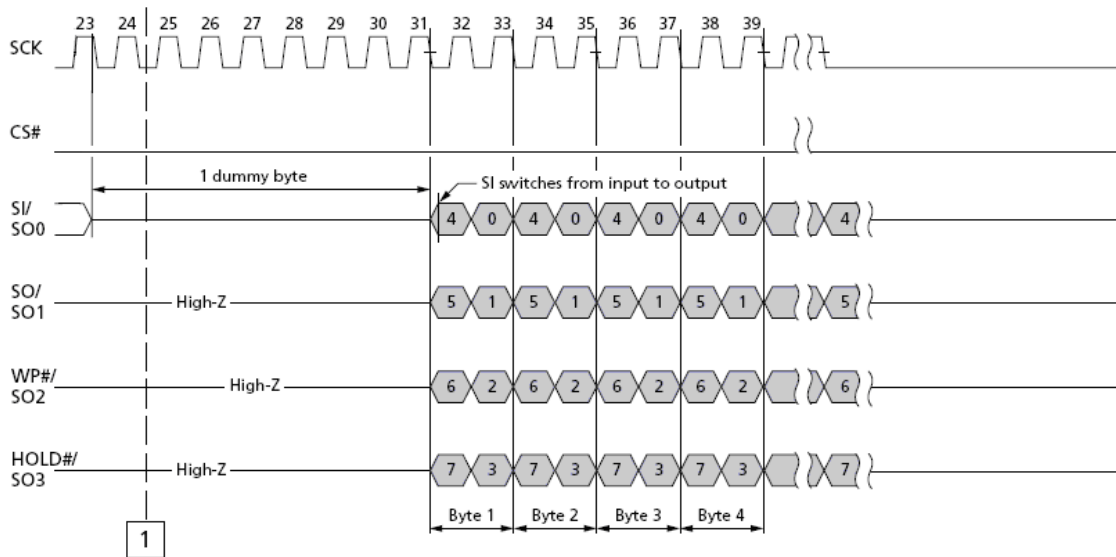 23 24 25 26 27 28 29 30 31 32 33 34 35 36 37 38 39
SCK
CS#
1 dummy byte
SI switches from input to output
SI/
SO0
4 0 4 0 4 0 4 0 4
SO/
SO1
High-Z
5 1 5 1 5 1 5 1 5
WP#/
SO2
High-Z
6 2 6 2 6 2 6 2 6
HOLD#/
SO3
High-Z
7 3 7 3 7 3 7 3 7
Byte 1 Byte 2 Byte 3 Byte 4
1